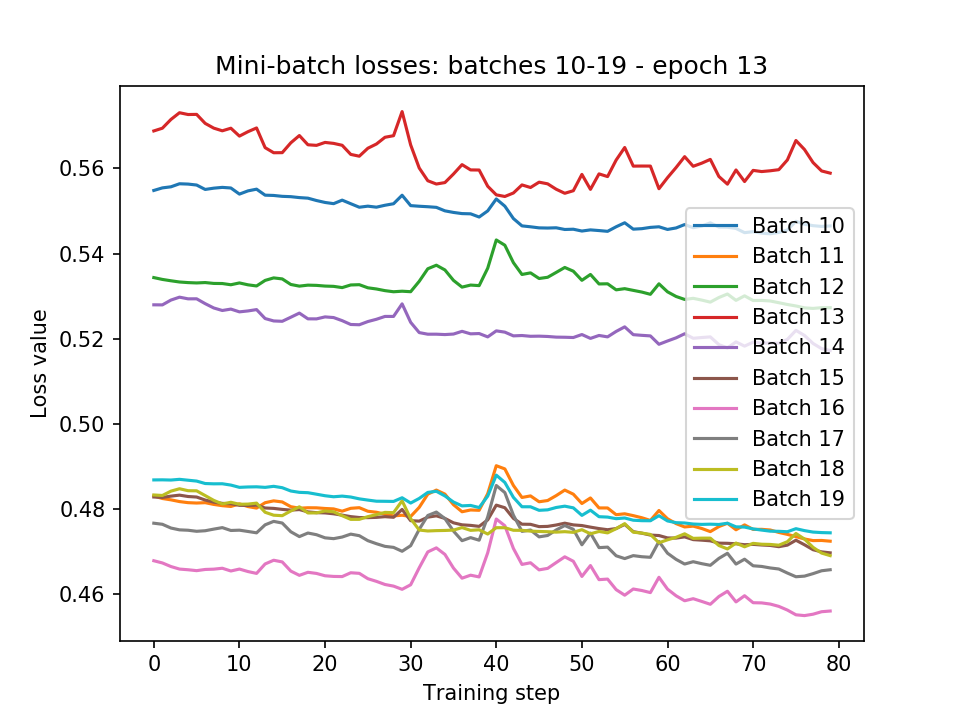 Mini-batch losses: batches 10-19 - epoch 13
Loss value
0.56
0.54
0.52
0.50
0.48
0.46
Batch 10
Batch 11
Batch 12
Batch 13
Batch 14
Batch 15
Batch 16
Batch 17
Batch 18
Batch 19
0 10 20 30 40 50 60 70 80
Training step